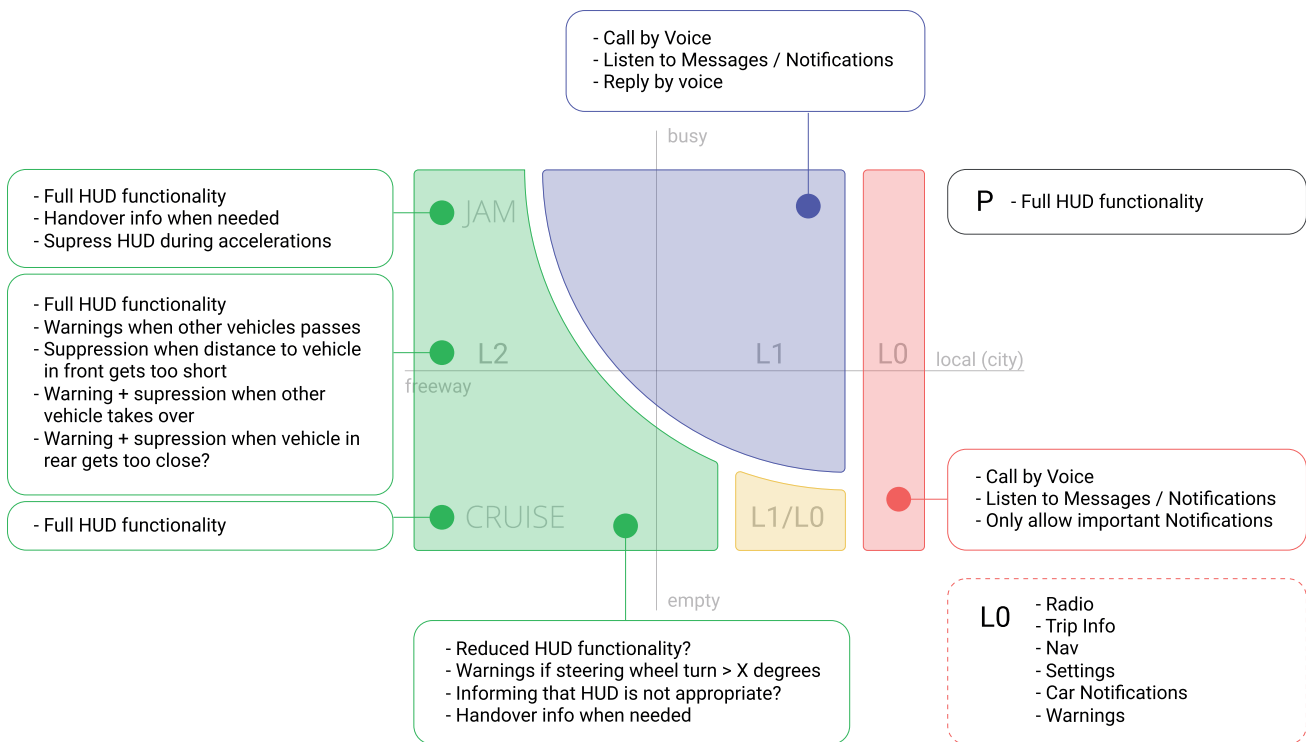 - Call by Voice
- Listen to Messages / Notifications
- Reply by voice
busy
- Full HUD functionality
- Handover info when needed
- Supress HUD during accelerations
JAM
P - Full HUD functionality
- Full HUD functionality
- Warnings when other vehicles passes
- Suppression when distance to vehicle
in front gets too short
- Warning + supression when other
vehicle takes over
- Warning + supression when vehicle in
rear gets too close?
L2
L1
L0
local (city)
freeway
- Full HUD functionality
CRUISE
L1/L0
- Call by Voice
- Listen to Messages / Notifications
- Only allow important Notifications
empty
- Reduced HUD functionality?
- Warnings if steering wheel turn > X degrees
- Informing that HUD is not appropriate?
- Handover info when needed
L0
- Radio
- Trip Info
- Nav
- Settings
- Car Notifications
- Warnings